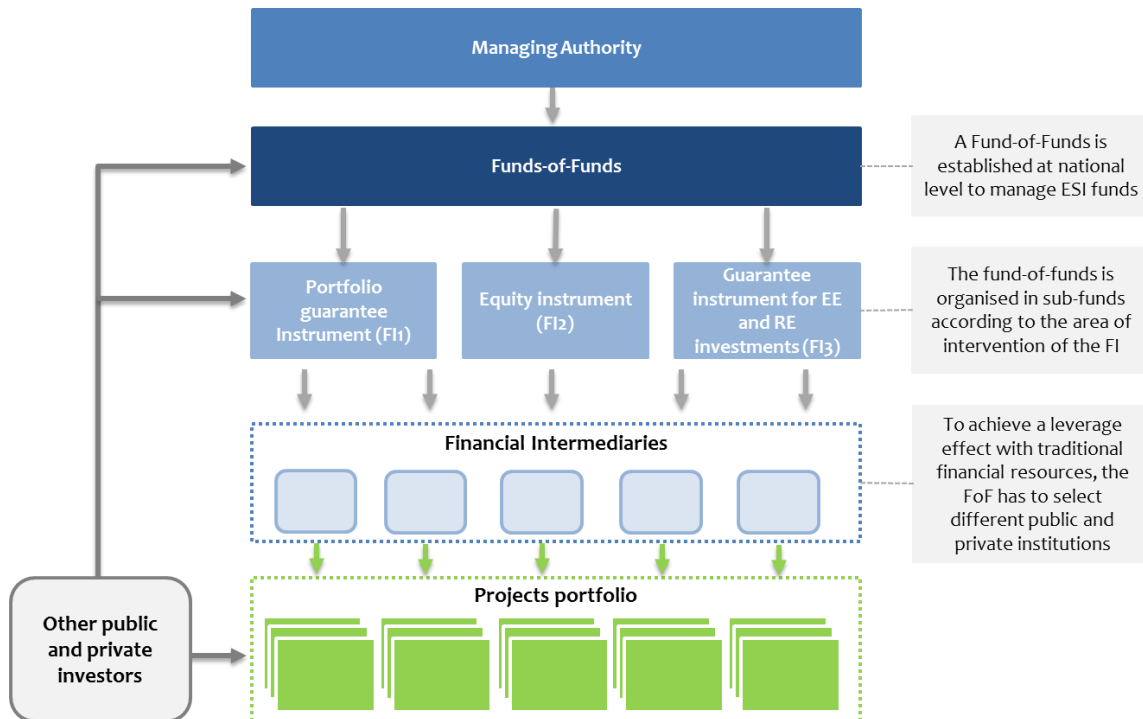 Managing Authority
Funds-of-Funds
A Fund-of-Funds is
established at national
level to manage ESI funds
Portfolio
guarantee
Instrument (FI1)
Equity instrument
(FI2)
Guarantee
instrument for EE
and RE
investments (FI3)
The fund-of-funds is
organised in sub-funds
according to the area of
intervention of the FI
Financial Intermediaries
To achieve a leverage
effect with traditional
financial resources, the
FoF has to select
different public and
private institutions
Projects portfolio
Other public
and private
investors